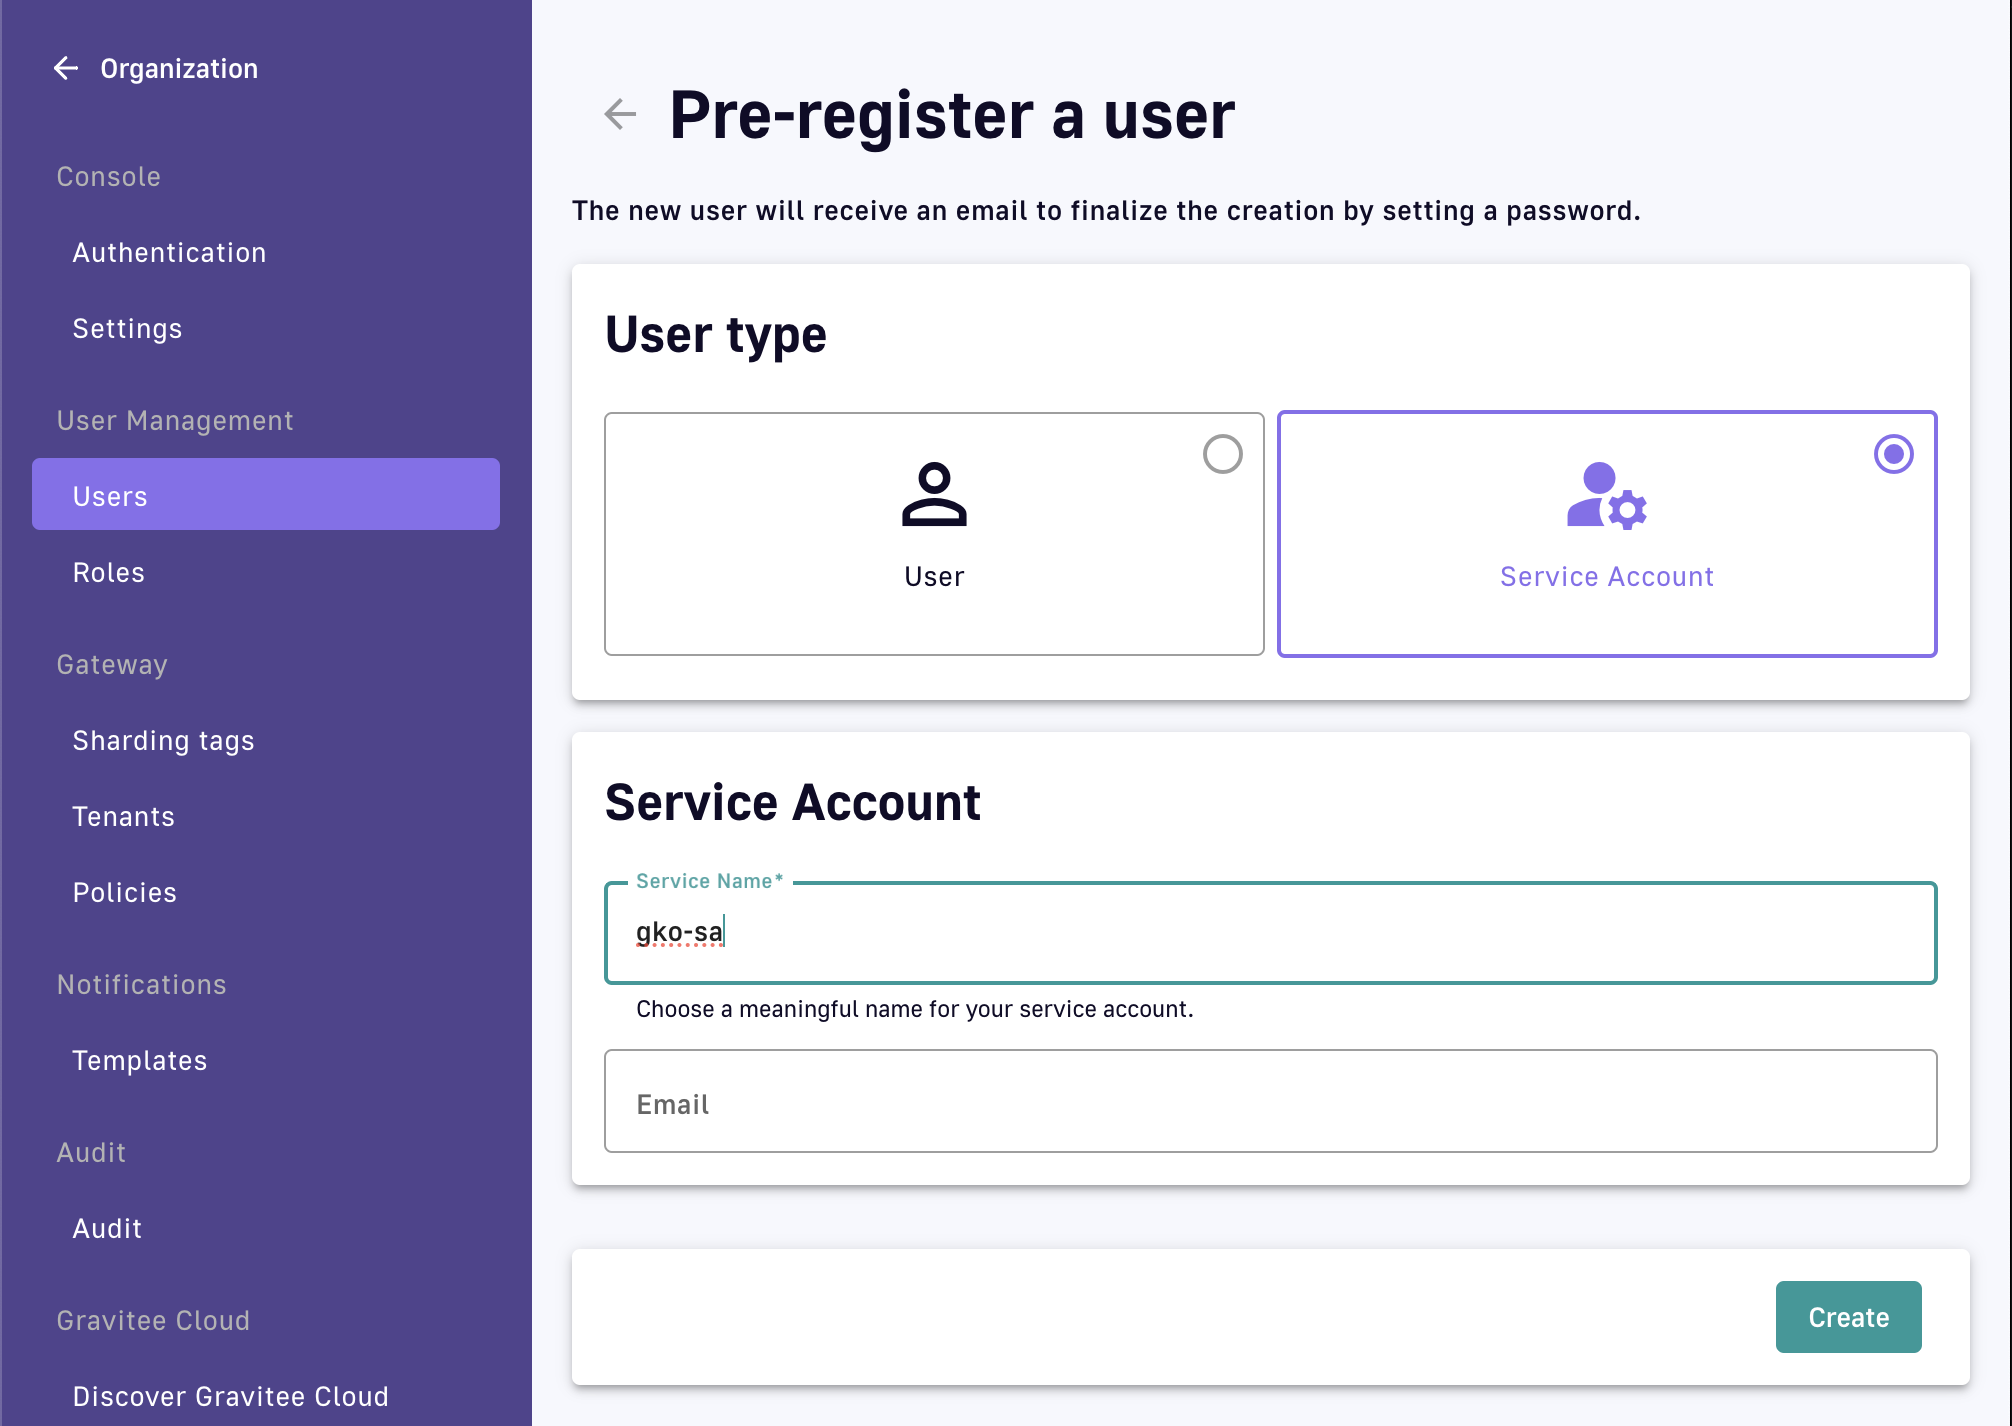 Organization
Console
Authentication
Settings
User Management
Users
Roles
Gateway
Sharding tags
Tenants
Policies
Notifications
Templates
Audit
Audit
Gravitee Cloud
Discover Gravitee Cloud
Pre-register a user
The new user will receive an email to finalize the creation by setting a password.
User type
User
Service Account
Service Account
Service Name*
gko-sa
Choose a meaningful name for your service account.
Email
Create